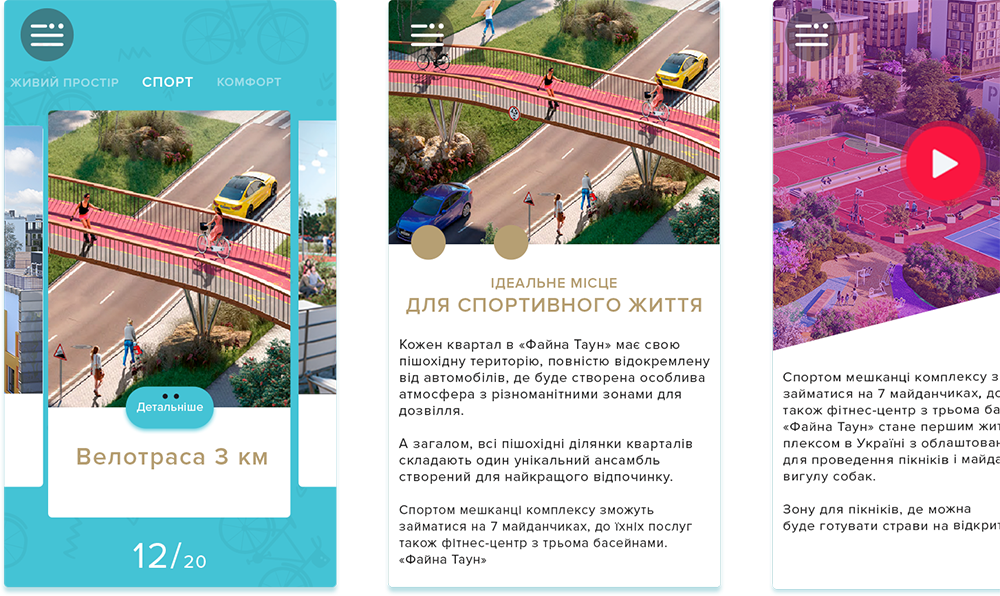 ЖИВИЙ ПРОСТІР СПОРТ КОМФОРТ
Детальніше
Велотраса 3 км
12/20
ІДЕАЛЬНЕ МІСЦЕ
ДЛЯ СПОРТИВНОГО ЖИТТЯ
Кожен квартал в «Файна Таун» має свою
пішохідну територію, повністю відокремлену
від автомобілів, де буде створена особлива
атмосфера з різноманітними зонами для
дозвілля.
А загалом, всі пішохідні ділянки кварталів
складають один унікальний ансамбль
створений для найкращого відпочинку.
Спортом мешканці комплексу зможуть
займатися на 7 майданчиках, до їхніх послуг
також фітнес-центр з трьома басейнами.
«Файна Таун»
P
Спортом мешканці комплексу з
займатися на 7 майданчиках, до
також фітнес-центр з трьома ба
«Файна Таун» стане першим жит
плексом в Україні з облаштован
для проведення пікніків і майда
вигулу собак.
Зону для пікніків, де можна
буде готувати страви на відкрит